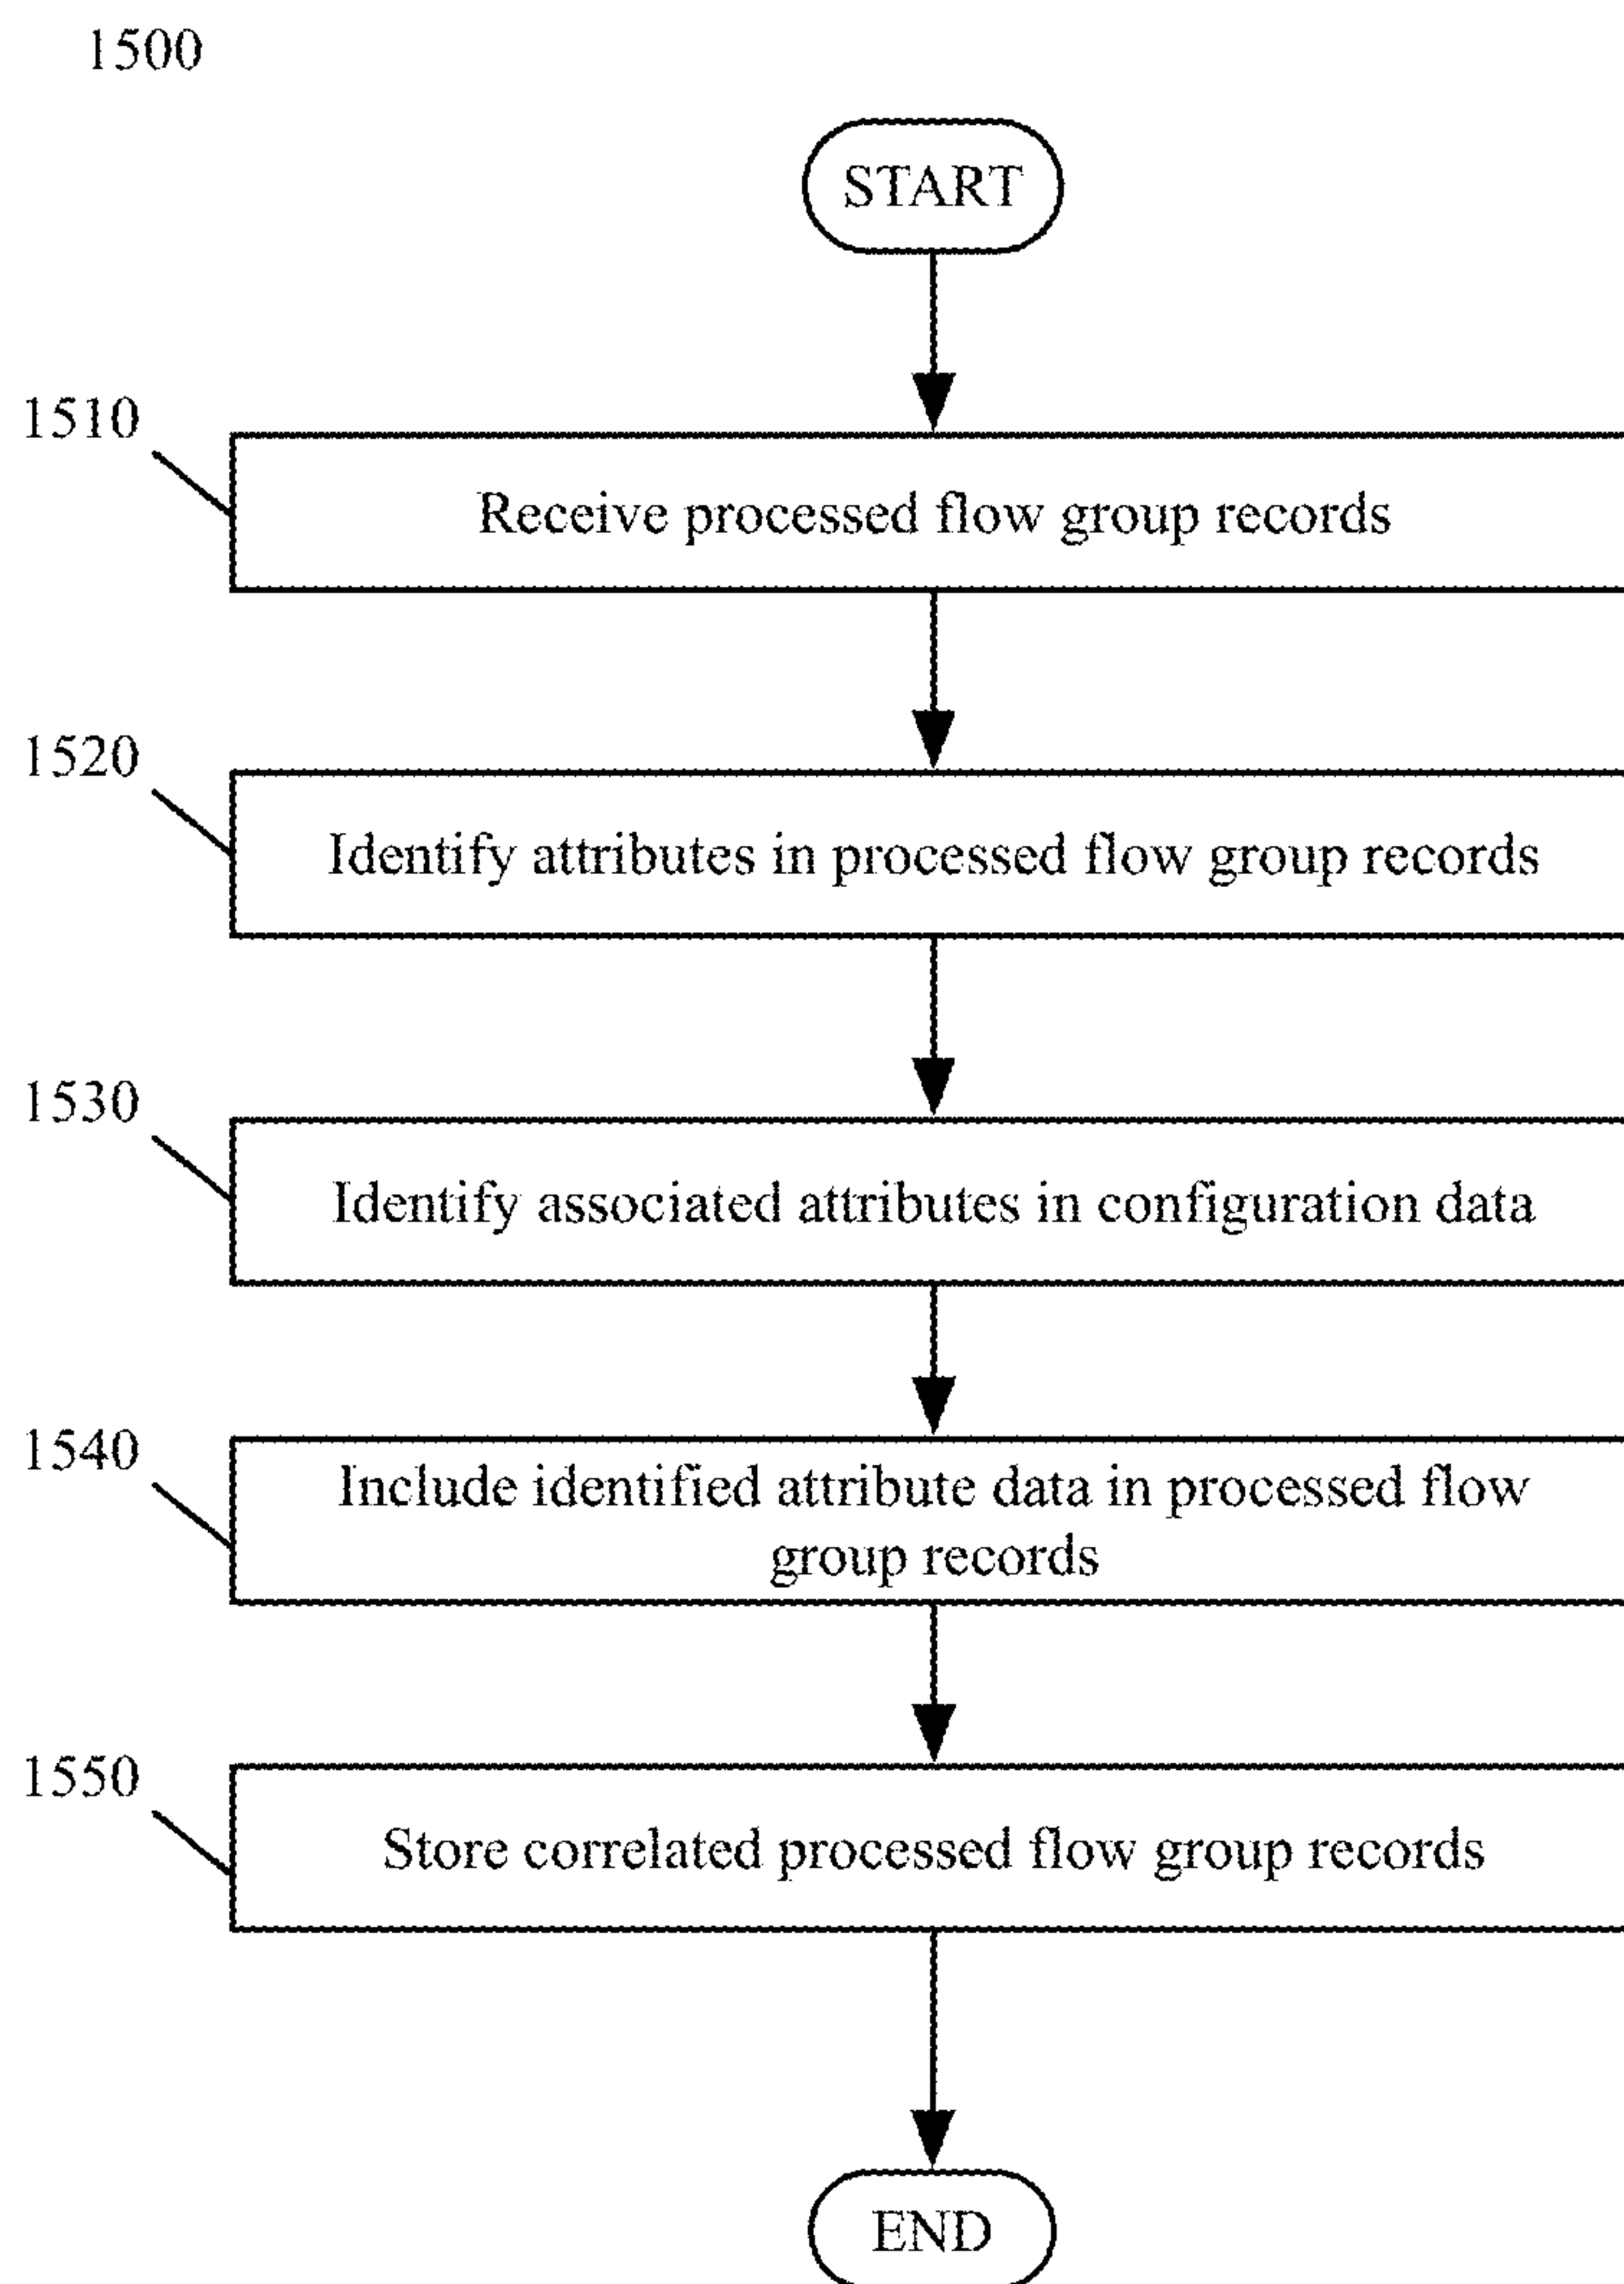 1500
START
1510
Receive processed flow group records
1520
Identify attributes in processed flow group records
1530
Identify associated attributes in configuration data
1540
Include identified attribute data in processed flow
group records
1550
Store correlated processed flow group records
END